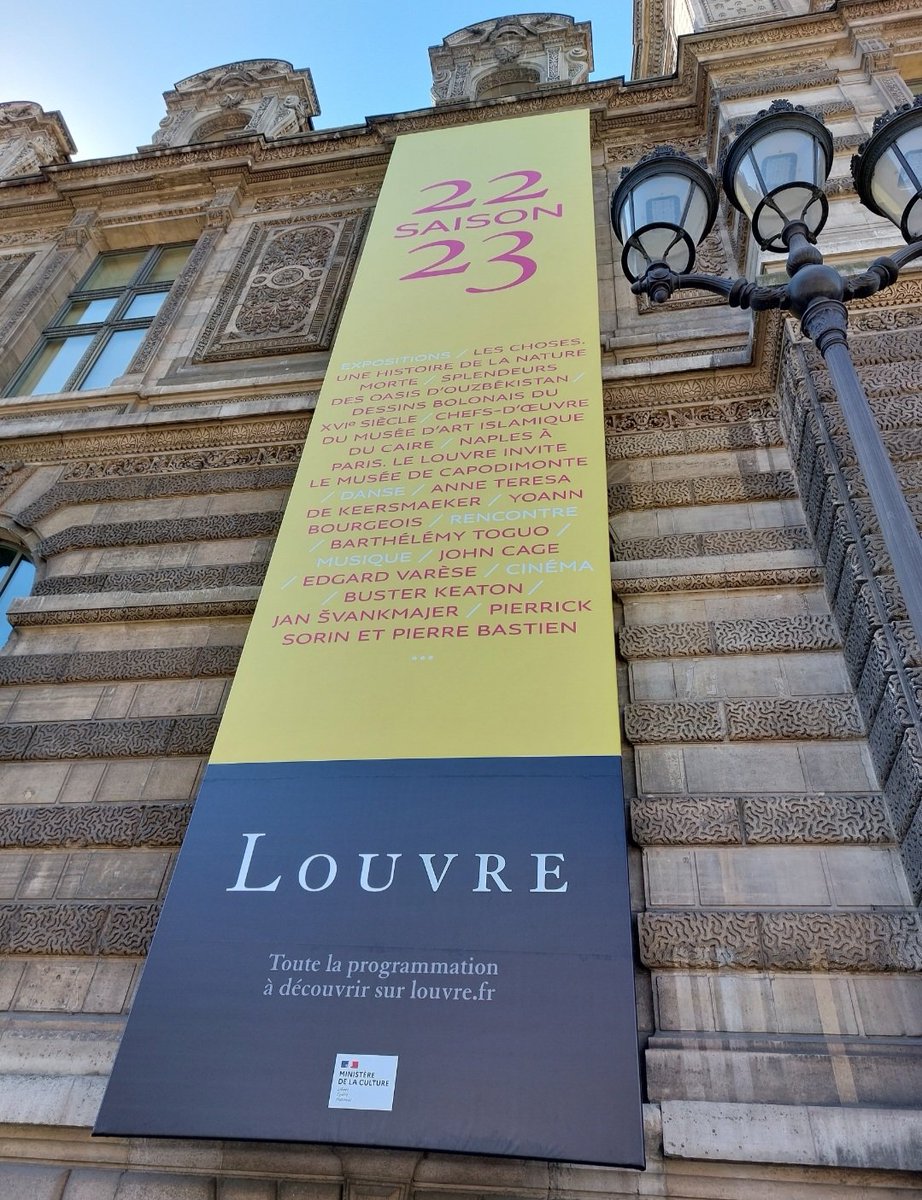 22
SAISON
23
EXPOSITIONS / LES CHOSES.
UNE HISTOIRE DE LA NATURE
MORTE / SPLENDEURS
DES OASIS D'OUZBÉKISTAN /
DESSINS BOLONAIS DU
XVIe SIÈCLE / CHEFS-D'ŒUVRE
DU MUSÉE D'ART ISLAMIQUE
DU CAIRE / NAPLES À
PARIS. LE LOUVRE INVITE
LE MUSÉE DE CAPODIMONTE
/ DANSE / ANNE TERESA
DE KEERSMAEKER / YOANN
BOURGEOIS / RENCONTRE
/ BARTHÉLÉMY TOGUO /
MUSIQUE / JOHN CAGE
/ EDGARD VARÈSE / CINÉMA
/ BUSTER KEATON /
JAN ŠVANKMAJER / PIERRICK
SORIN ET PIERRE BASTIEN
...
LOUVRE
Toute la programmation
à découvrir sur louvre.fr
MINISTÈRE
DE LA CULTURE